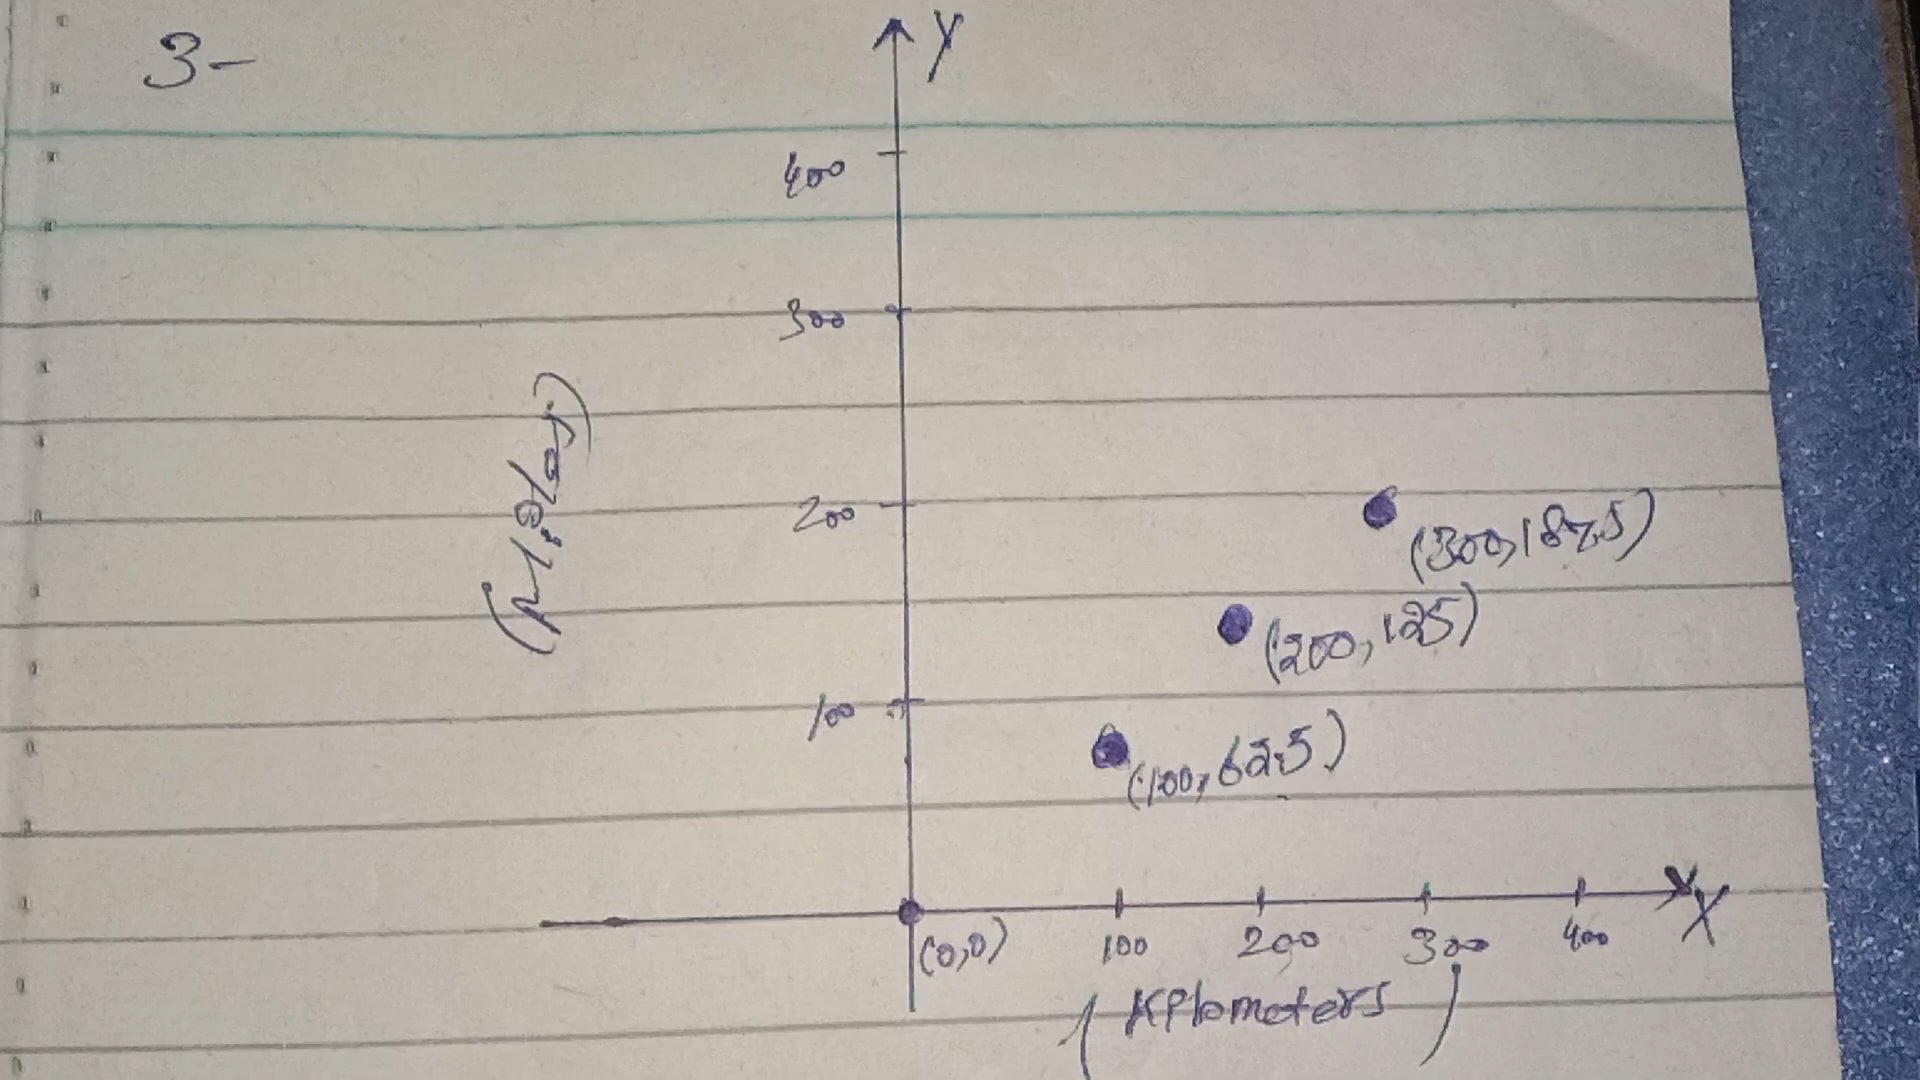 3-
Y
400
300
200
(Miles)
(300,187.5)
(200,125)
100
(100,62.5)
(0,0)
100 200 300 400 X
(Kilometers)